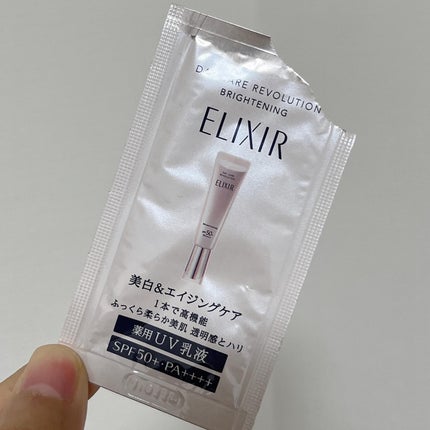 REVOLUTION
BRIGHTENING
ELIXIR
ELIXIR
50+
美白&エイジングケア
1本で高機能
ふっくら柔らか美肌 透明感とハリ
薬用UV乳液
SPF50+・PA++++